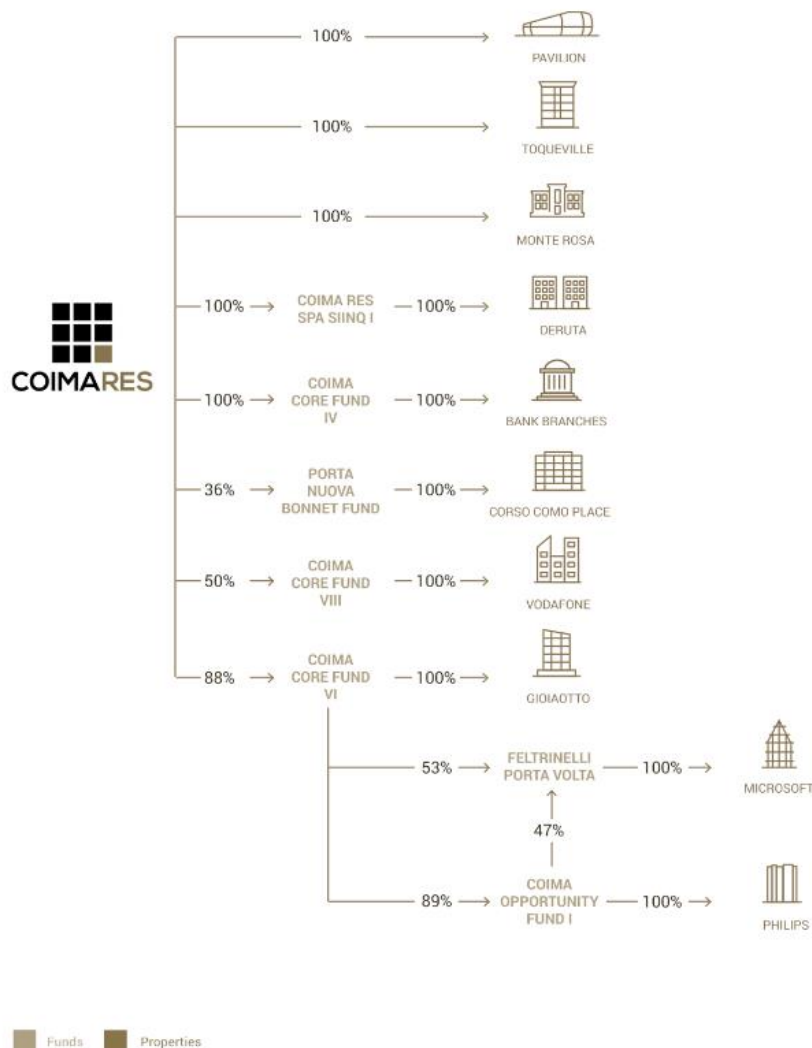 100%
PAVILION
100%
TOQUEVILLE
100%
MONTE ROSA
COIMARES
100%
COIMA RES
SPA SIINQ I
100%
DERUTA
100%
COIMA
CORE FUND
IV
100%
BANK BRANCHES
36%
PORTA
NUOVA
BONNET FUND
100%
CORSO COMO PLACE
50%
COIMA
CORE FUND
VIII
100%
VODAFONE
88%
COIMA
CORE FUND
VI
100%
GIOIAOTTO
53%
FELTRINELLI
PORTA VOLTA
100%
MICROSOFT
47%
89%
COIMA
OPPORTUNITY
FUND I
100%
PHILIPS
Funds
Properties